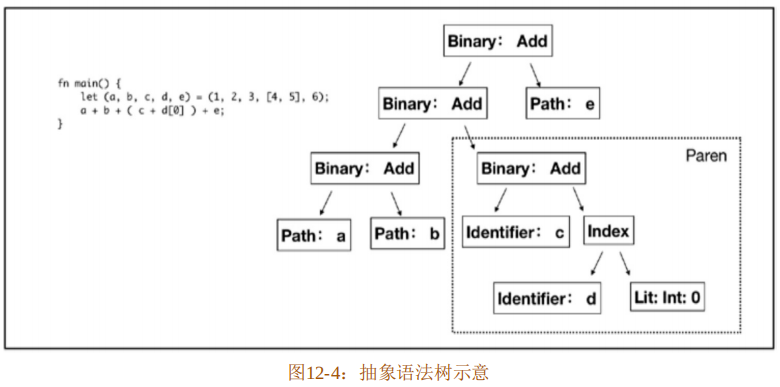 fn main() {
let (a, b, c, d, e) = (1, 2, 3, [4, 5], 6);
a + b + ( c + d[0] ) + e;
}
Binary: Add
Binary: Add
Path: e
Binary: Add
Binary: Add
Paren
Path: a
Path: b
Identifier: c
Index
Identifier: d
Lit: Int: 0
图12-4：抽象语法树示意